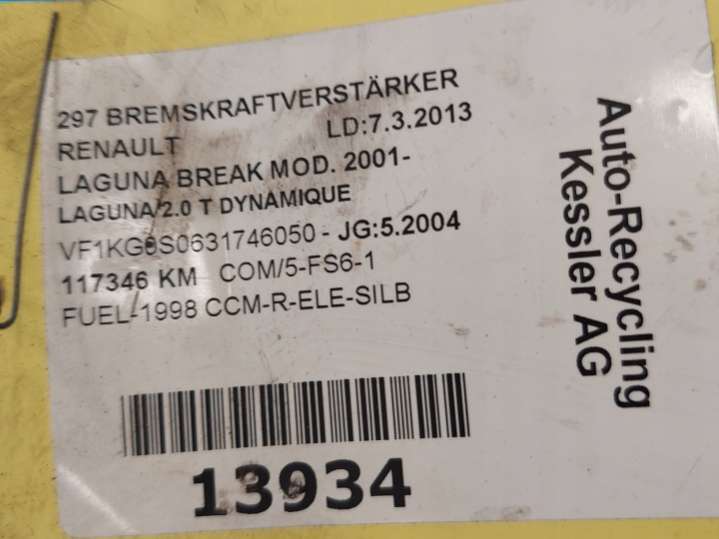 297 BREMSKRAFTVERSTÄRKER
RENAULT LD:7.3.2013
LAGUNA BREAK MOD. 2001-
LAGUNA/2.0 T DYNAMIQUE
VF1KG0S0631746050 - JG:5.2004
117346 KM COM/5-FS6-1
FUEL-1998 CCM-R-ELE-SILB
13934
Auto-Recycling
Kessler AG